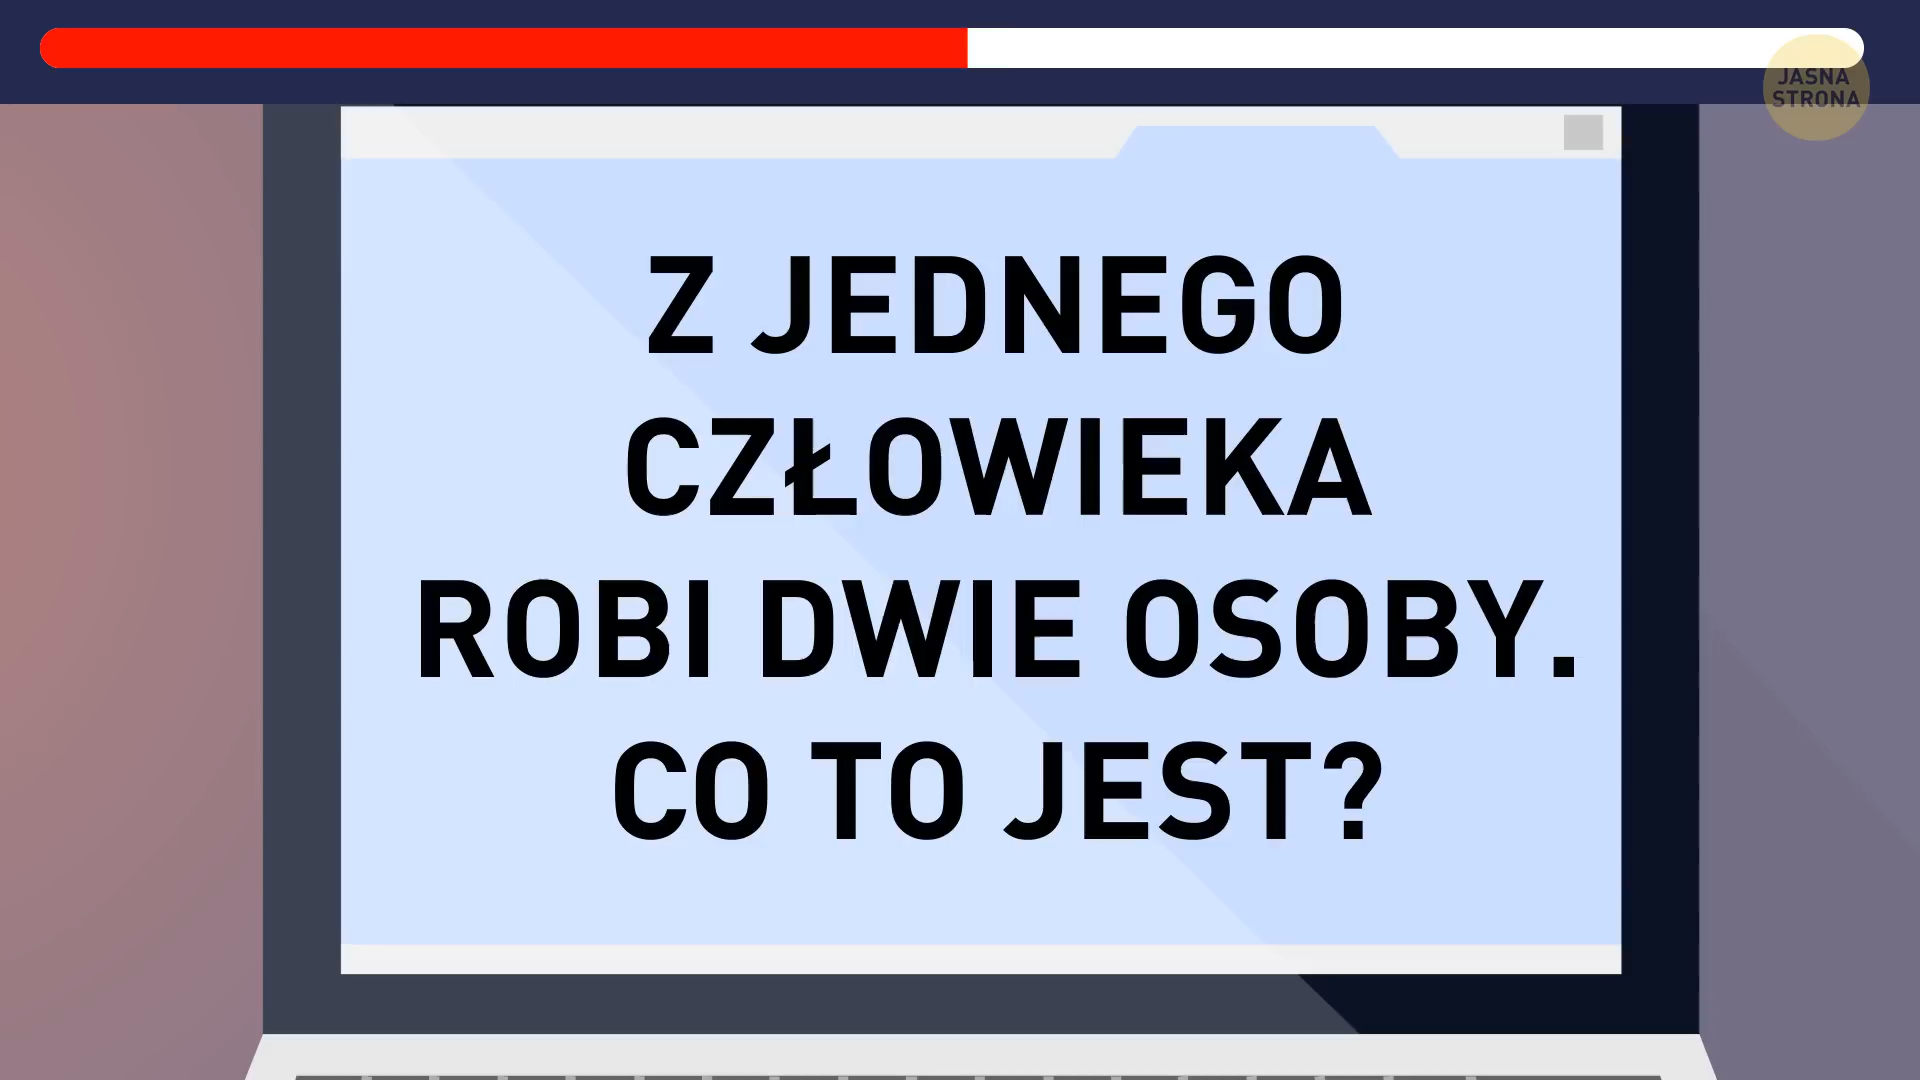 JASNA
STRONA
Z JEDNEGO
CZŁOWIEKA
ROBI DWIE OSOBY.
CO TO JEST?